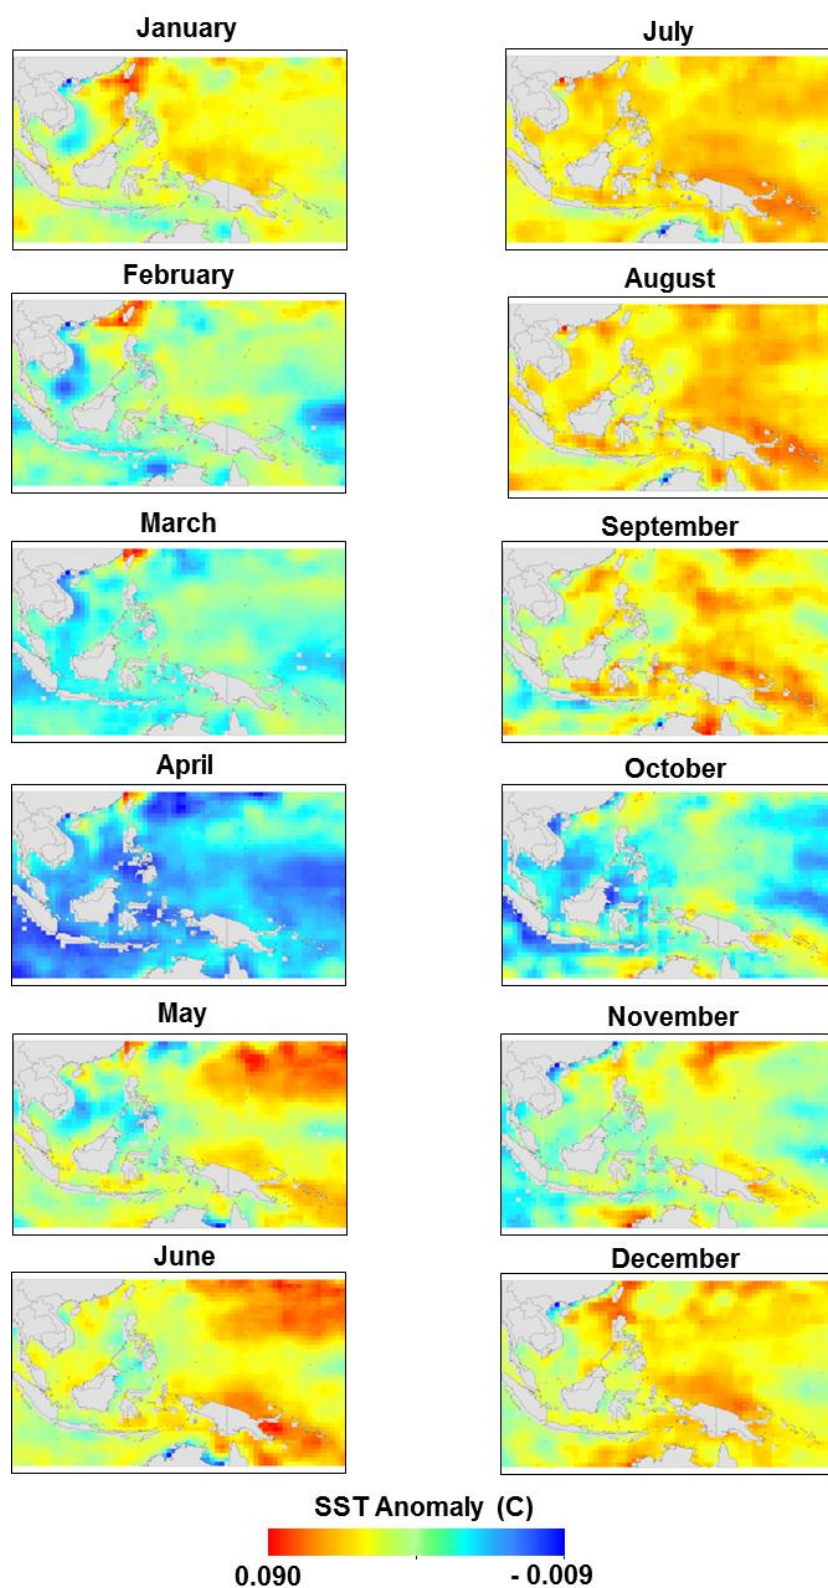 January
July
February
August
March
September
April
October
May
November
June
December
SST Anomaly (C)
0.090
- 0.009